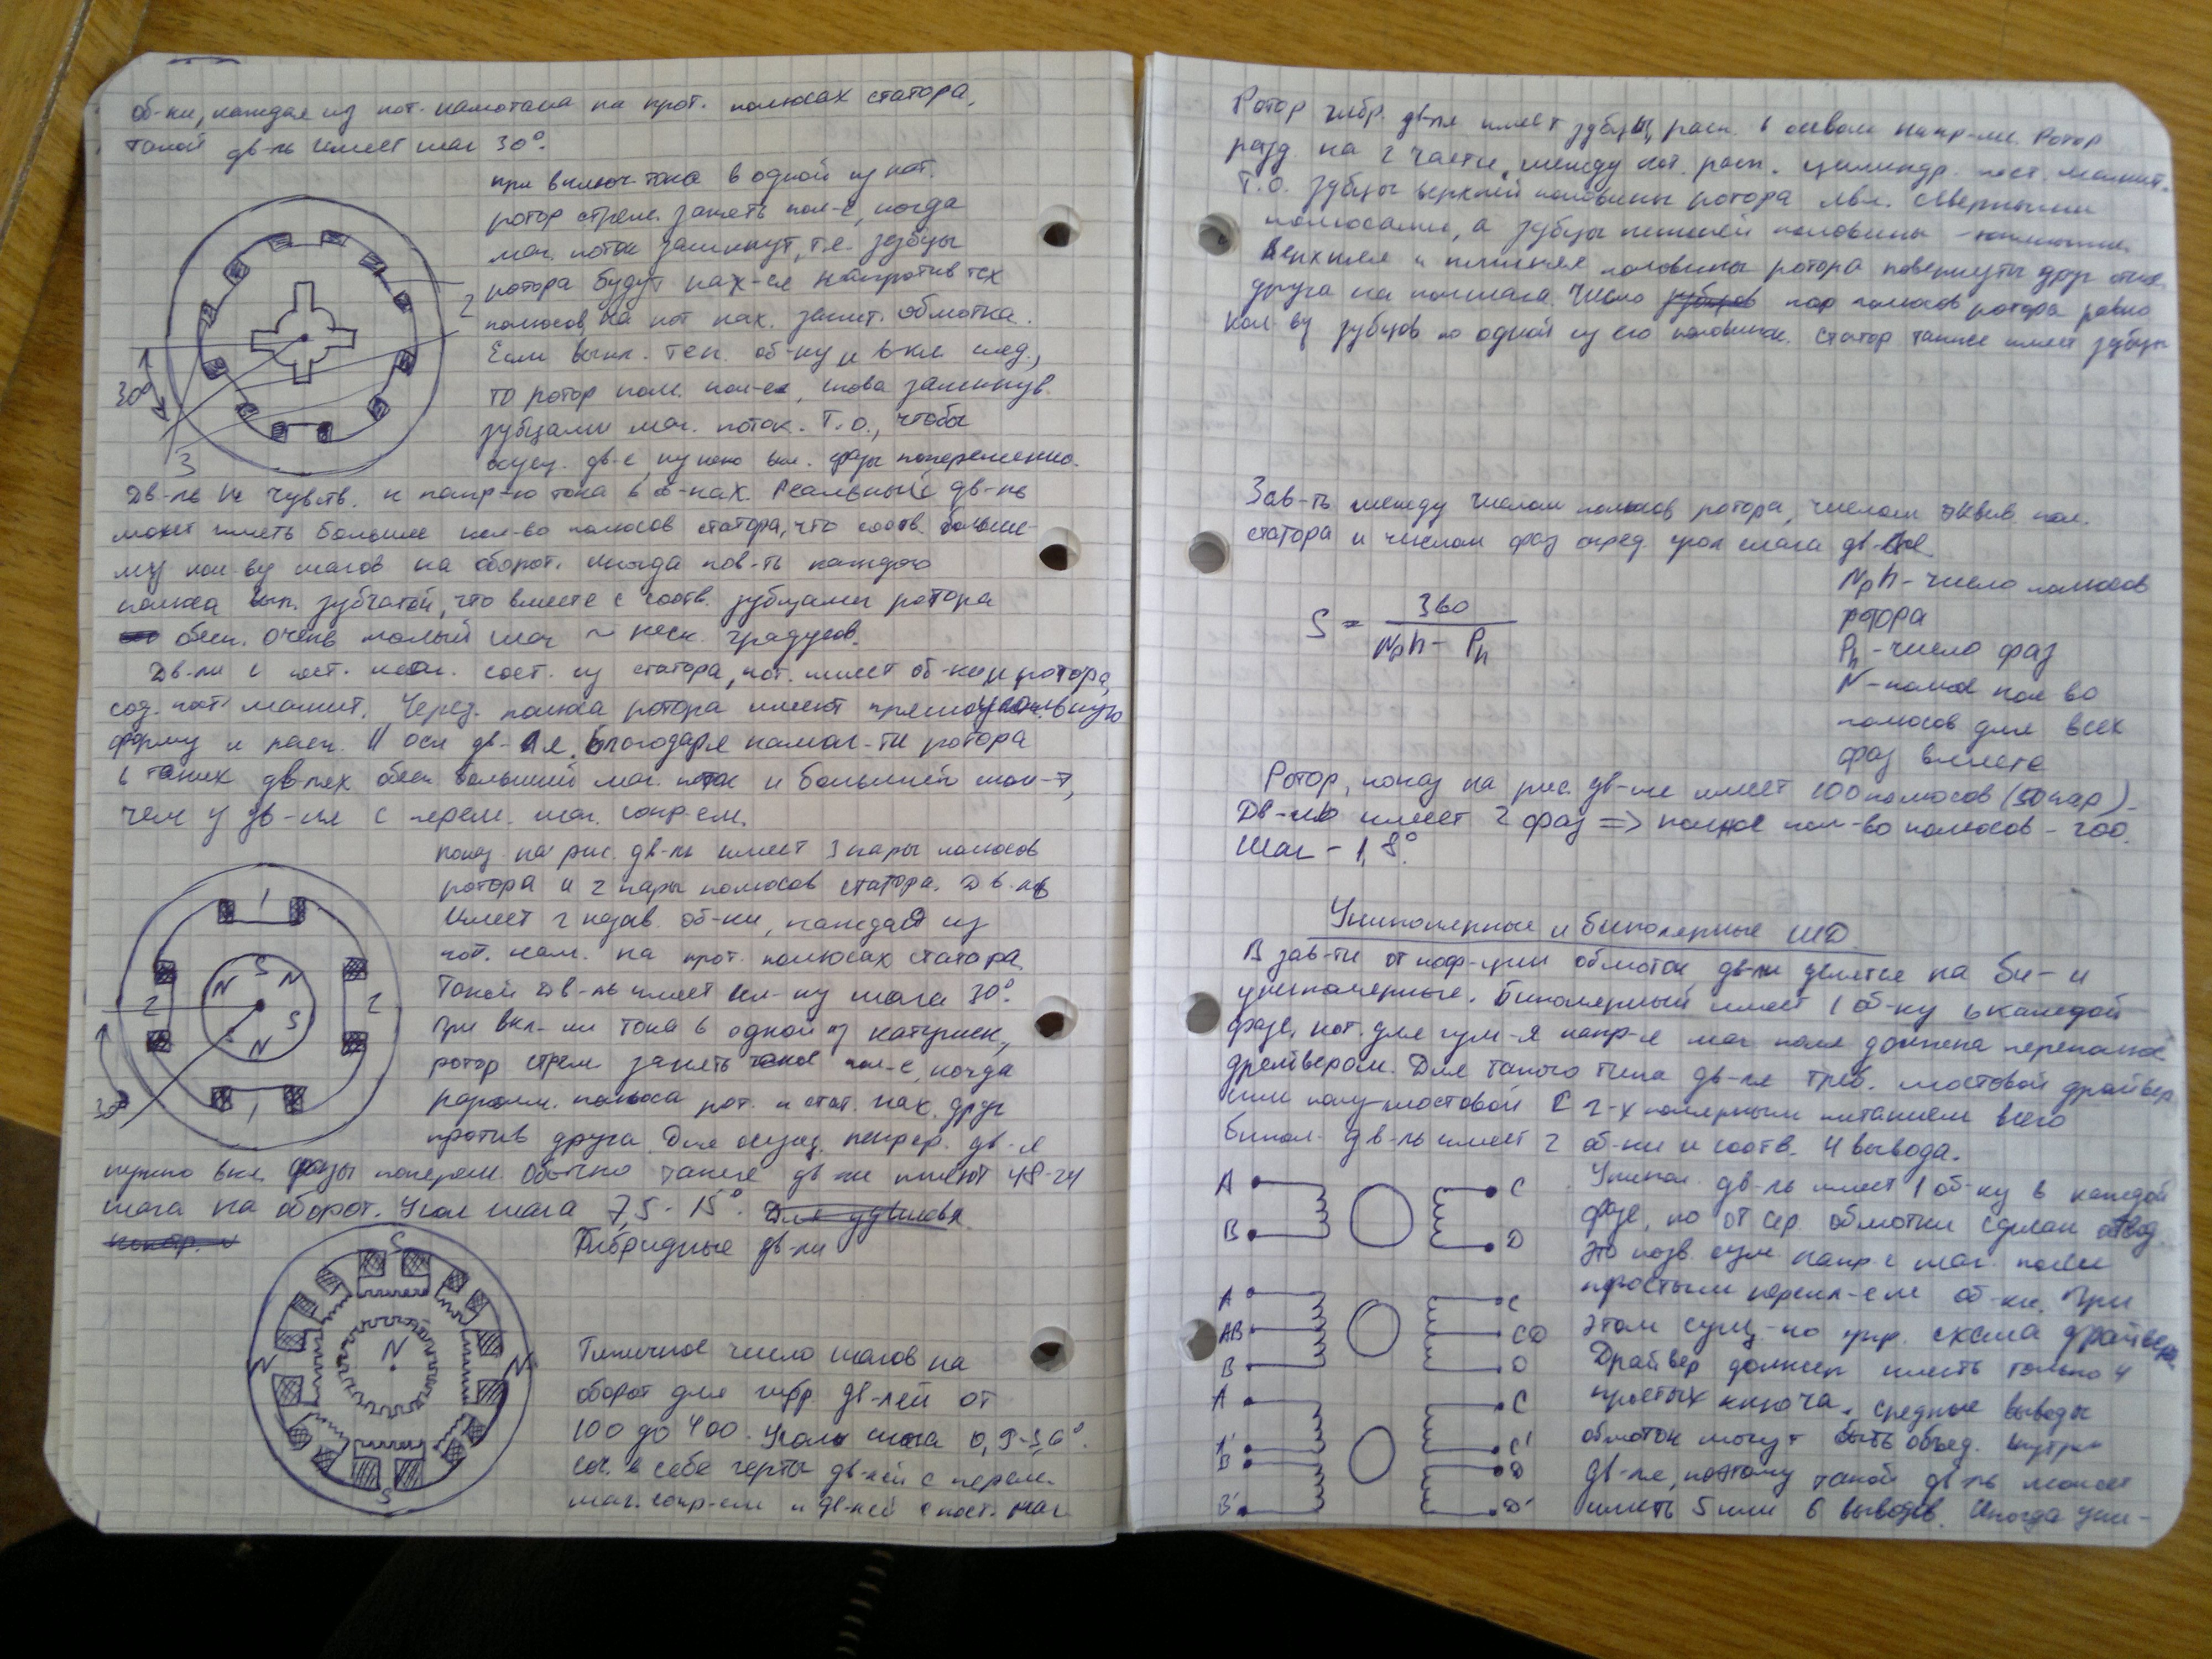 об-ки, каждая из кот. намотана на прот. полюсах статора,
такой дв-ль имеет шаг 30°.
при включ тока в одной из кот.
ротор стрем. занять пол-е, когда
маг. поток замкнут, т.е. зубцы
ротора будут нах-ся напротив тех
полюсов, на кот нах. запит. обмотка.
Если выкл. тек. об-ку и вкл след.,
то ротор пом. пол-е, снова замкнув
зубцами маг. поток. Т.о., чтобы
осущ. дв-е, нужно вкл. фазы попеременно.
2
30°
3
Дв-ль не чувств. к напр-ю тока в об-ках. Реальный дв-ль
может иметь большее кол-во полюсов статора, что соотв. больше-
му кол-ву шагов на оборот. Иногда пов-ть каждого
полюса вып. зубчатой, что вместе с соотв. зубцами ротора
обесп. очень малый шаг ~ неск. градусов.
Дв-ли с пост. маг. сост. из статора, кот. имеет об-ки и ротора,
сод. пост магнит. Черед. полюса ротора имеют прямоугольную
форму и расп. || оси дв-ля. Благодаря намаг-ти ротора
в таких дв-лях обесп. больший маг. поток и больший мом-т,
чем у дв-ля с перем. маг. сопр-ем.
показ на рис. дв-ль имеет 3 пары полюсов
ротора и 2 пары полюсов статора. Дв-ль
имеет 2 незав. об-ки, каждая из
кот. нам. на прот. полюсах статора
Такой дв-ль имеет вел-ну шага 30°.
При вкл-ии тока в одной из катушек,
ротор стрем занять такое пол-е, когда
разноим. полюса рот. и стат. нах. друг
против друга. Для осущ. непрер. дв-я
1
2
N S N
S N S
2
1
30°
нужно вкл. фазы поперем. Обычно такие дв-ли имеют 48-24
шага на оборот. Угол шага 7,5 - 15°.
Гибридные дв-ли
S
N N N
S
Типичное число шагов на
оборот для гибр. дв-лей от
100 до 400. Угол шага 0,9-3,6°.
соч. в себе черты дв-лей с перем.
маг. сопр-ем и дв-лей с пост. маг
Ротор гибр. дв-ля имеет зубцы, расп. в осевом напр-ии. Ротор
разд. на 2 части, между кот. расп. цилиндр. пост. магнит.
Т.о. зубцы верхней половины ротора явл. северными
полюсами, а зубцы нижней половины - южными.
Верхняя и нижняя половины ротора повернуты друг отн.
друга на полшага. Число зубцов пар полюсов ротора равно
кол-ву зубцов на одной из его половинок. Статор также имеет зубцы
Зав-ть между числом полюсов ротора, числом эквив пол.
статора и числом фаз опред. угол шага дв-ля.
S = 360 / Nph - Ph
Nph - число полюсов
ротора
Ph - число фаз
N - полное кол во
полюсов для всех
фаз вместе
Ротор, показ на рис. дв-ля имеет 100 полюсов (50 пар).
Дв-ль имеет 2 фаз => полное кол-во полюсов - 200.
Шаг - 1,8°.
Униполярные и биполярные ШД
В зав-ти от конф-ции обмоток, дв-ли делятся на би- и
униполярные. Биполярный имеет 1 об-ку в каждой
фазе, кот. для изм-я напр-я маг поля должна переполюс
драйвером. Для такого типа дв-ля треб. мостовой драйвер
или полумостовой с 2-х полярным питанием всего
бипол. дв-ль имеет 2 об-ки и соотв. 4 вывода.
A
B
C
D
A
AB
B
C
CD
D
A
A'
B
B'
C
C'
D
D'
Унипол. дв-ль имеет 1 об-ку в каждой
фазе, но от сер. обмотки сделан отвод.
это позв. изм напр-е маг. поля
простым перекл-ем об-ки. При
этом сущ-но упр. схема драйвера
Драйвер должен иметь только 4
простых ключа. Средние выводы
обмоток могут быть объед. внутри
дв-ля, поэтому такой дв-ль может
иметь 5 или 6 выводов. Иногда уни-